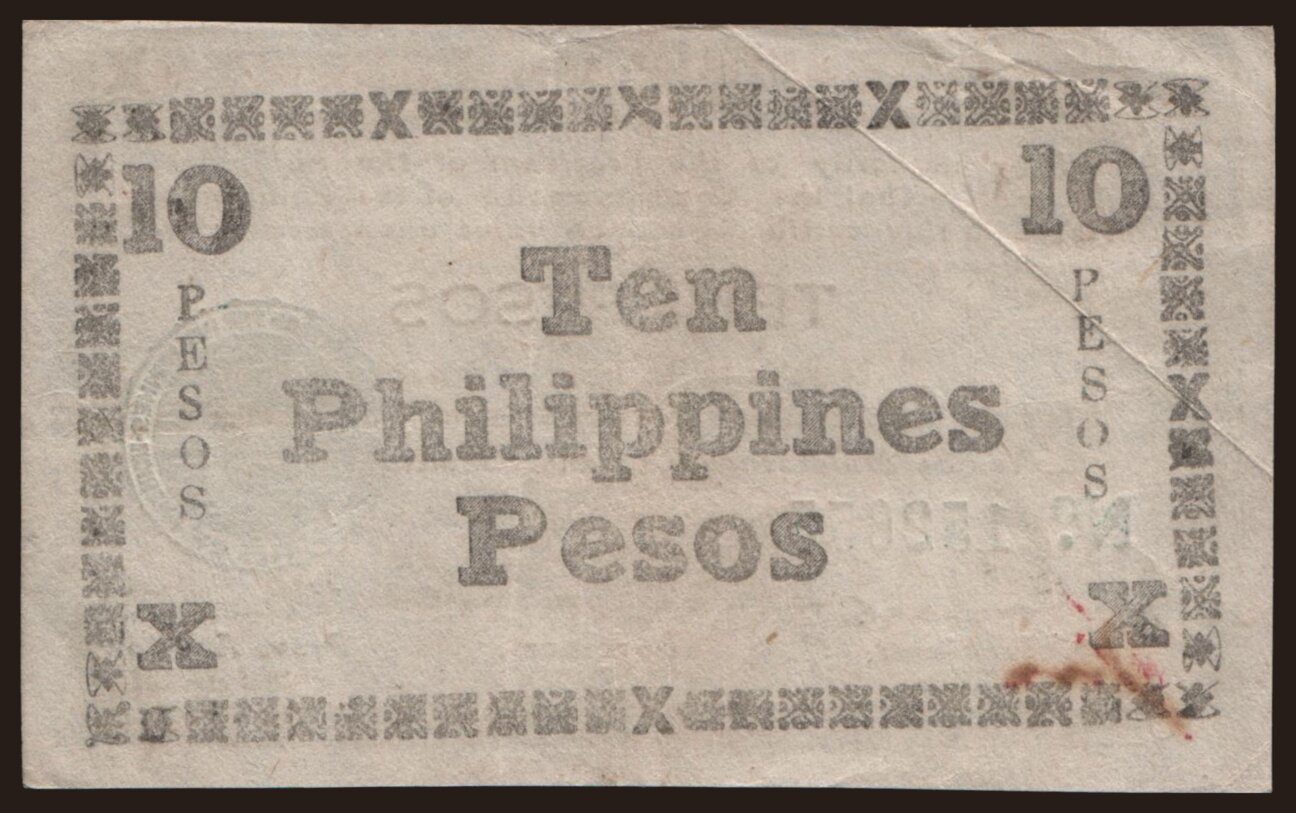 X X X
10 10
PESOS PESOS
Ten
Philippines
Pesos
X
X X
X